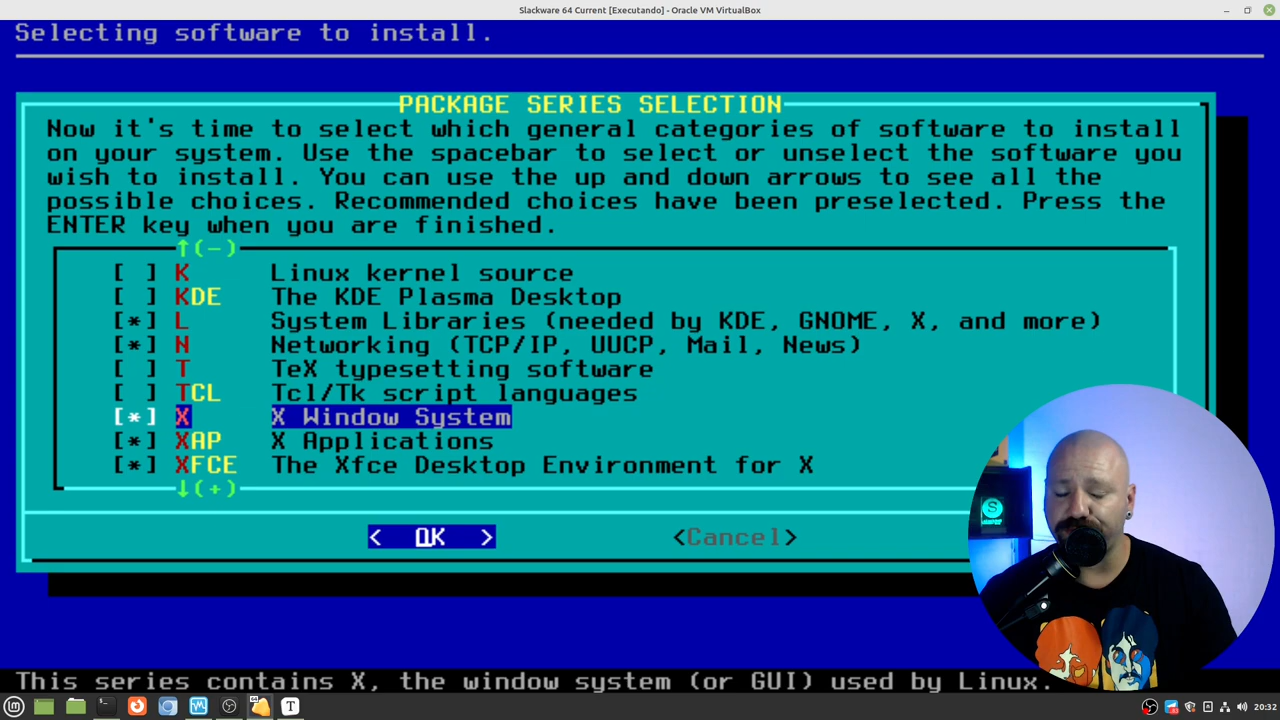 Slackware 64 Current [Executando] - Oracle VM VirtualBox
Selecting software to install.
PACKAGE SERIES SELECTION
Now it's time to select which general categories of software to install
on your system. Use the spacebar to select or unselect the software you
wish to install. You can use the up and down arrows to see all the
possible choices. Recommended choices have been preselected. Press the
ENTER key when you are finished.
↑(-)
[ ] K Linux kernel source
[ ] KDE The KDE Plasma Desktop
[*] L System Libraries (needed by KDE, GNOME, X, and more)
[*] N Networking (TCP/IP, UUCP, Mail, News)
[ ] T TeX typesetting software
[ ] TCL Tcl/Tk script languages
[*] X X Window System
[*] XAP X Applications
[*] XFCE The Xfce Desktop Environment for X
↓(+)
< OK > <Cancel>
This series contains X, the window system (or GUI) used by Linux.
20:32